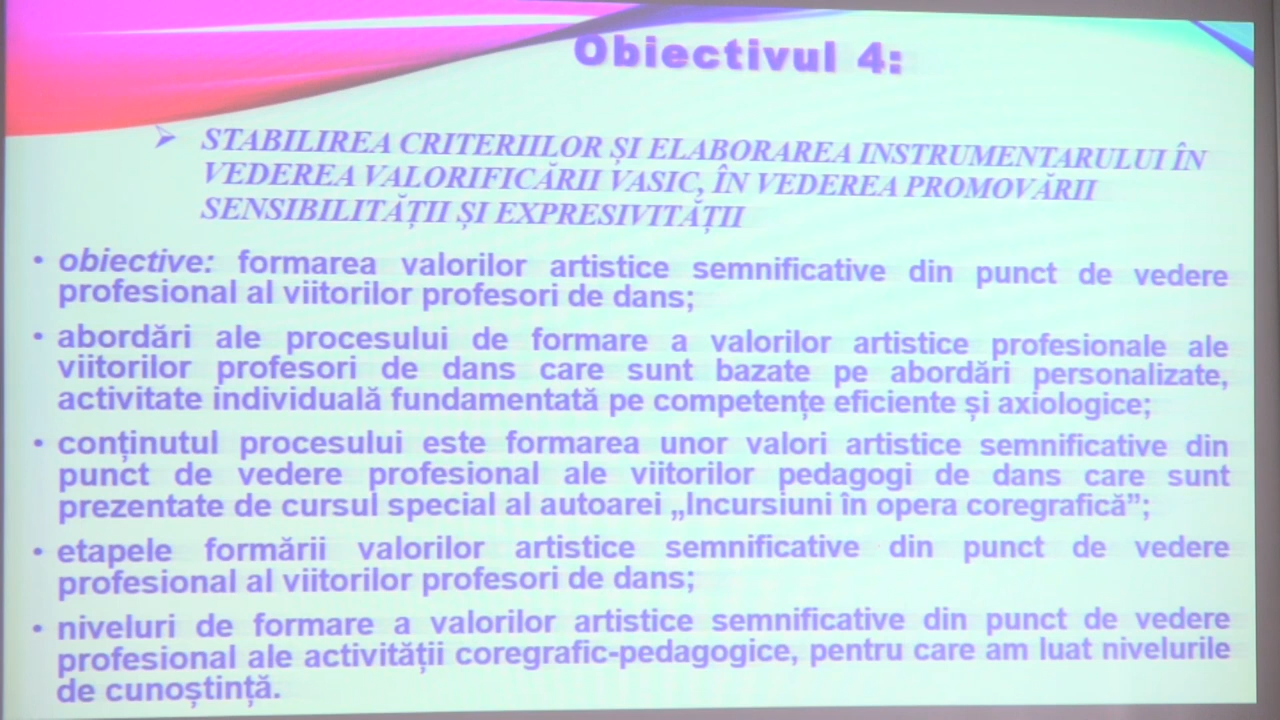 Obiectivul 4:
➢ STABILIREA CRITERIILOR ȘI ELABORAREA INSTRUMENTARULUI ÎN
VEDEREA VALORIFICĂRII VASIC, ÎN VEDEREA PROMOVĂRII
SENSIBILITĂȚII ȘI EXPRESIVITĂȚII
• obiective: formarea valorilor artistice semnificative din punct de vedere
profesional al viitorilor profesori de dans;
• abordări ale procesului de formare a valorilor artistice profesionale ale
viitorilor profesori de dans care sunt bazate pe abordări personalizate,
activitate individuală fundamentată pe competențe eficiente și axiologice;
• conținutul procesului este formarea unor valori artistice semnificative din
punct de vedere profesional ale viitorilor pedagogi de dans care sunt
prezentate de cursul special al autoarei „Incursiuni în opera coregrafică”;
• etapele formării valorilor artistice semnificative din punct de vedere
profesional al viitorilor profesori de dans;
• niveluri de formare a valorilor artistice semnificative din punct de vedere
profesional ale activității coregrafic-pedagogice, pentru care am luat nivelurile
de cunoștință.